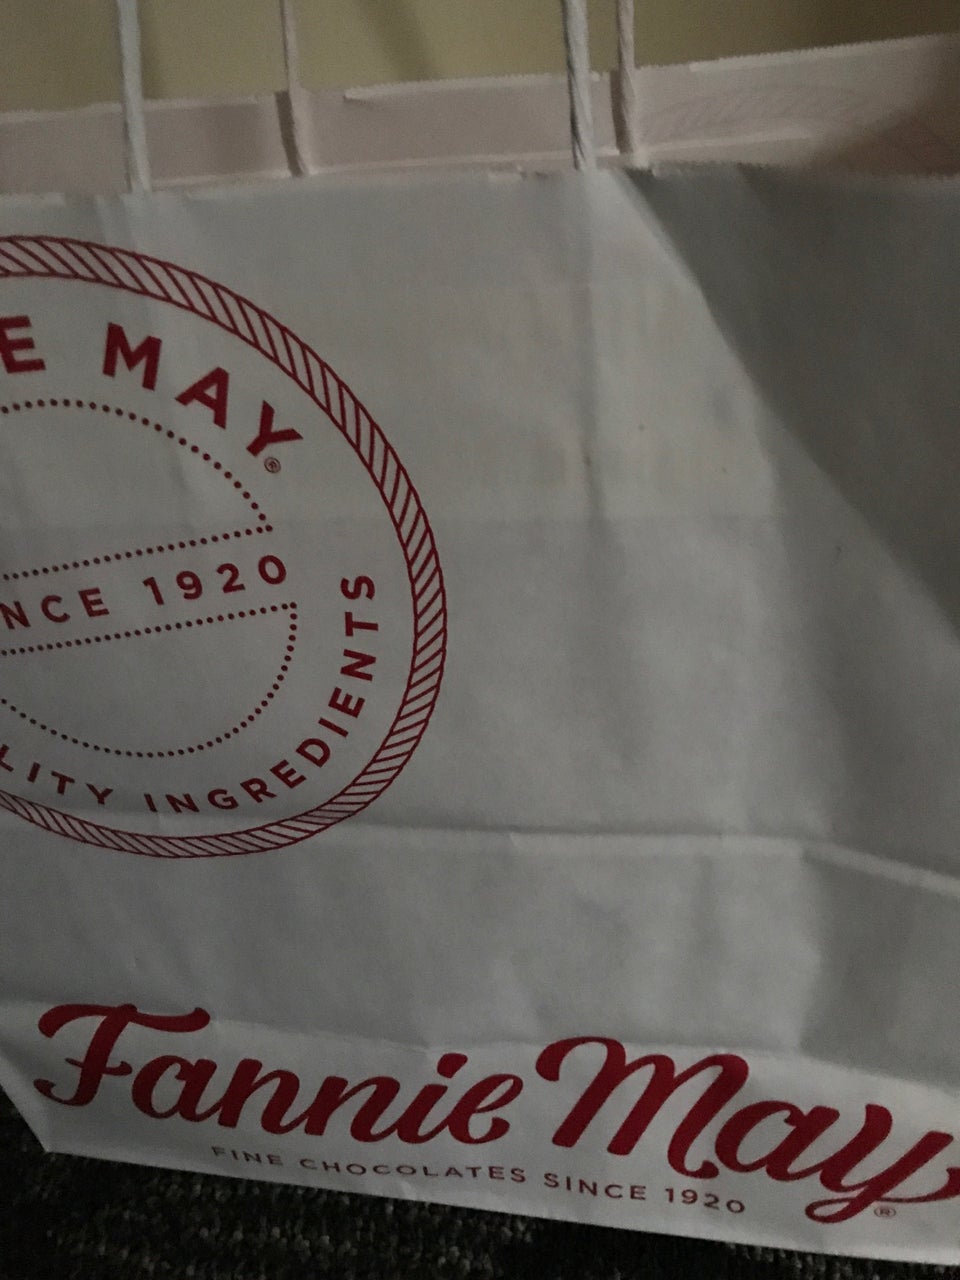 E MAY®
NCE 1920
LITY INGREDIENTS
Fannie May®
FINE CHOCOLATES SINCE 1920